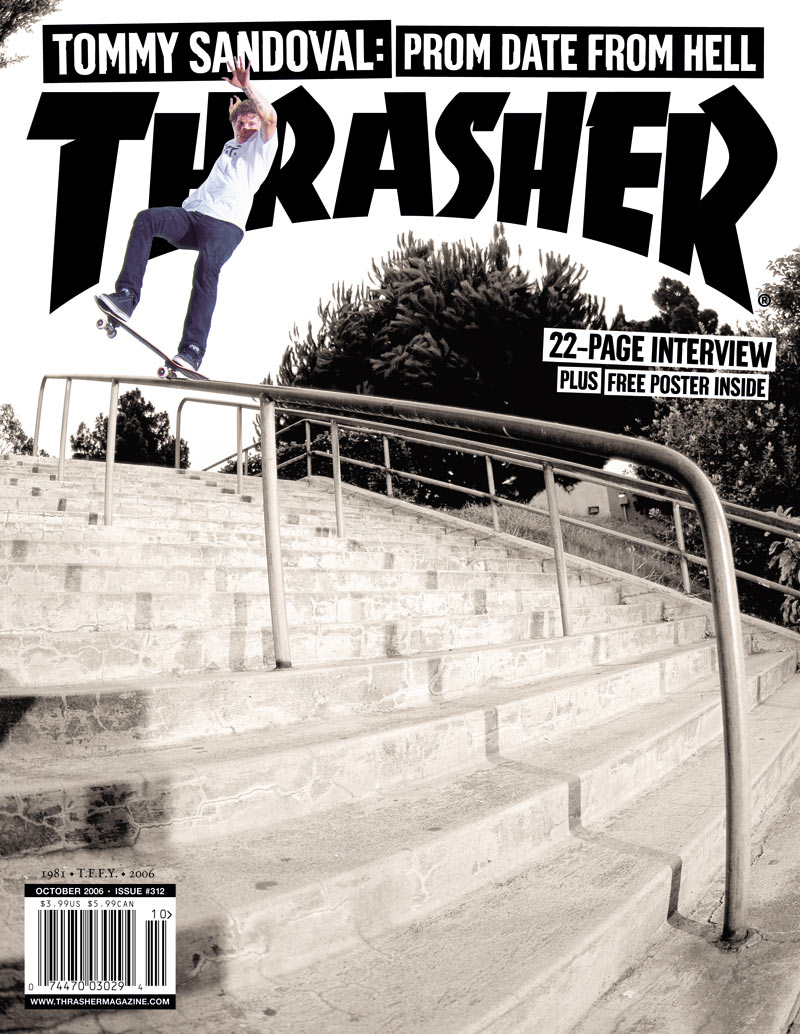 TOMMY SANDOVAL: PROM DATE FROM HELL
THRASHER®
22-PAGE INTERVIEW
PLUS FREE POSTER INSIDE
1981 • T.F.F.Y. • 2006
OCTOBER 2006 · ISSUE #312
$3.99US $5.99CAN
10>
0 74470 03029 4
WWW.THRASHERMAGAZINE.COM